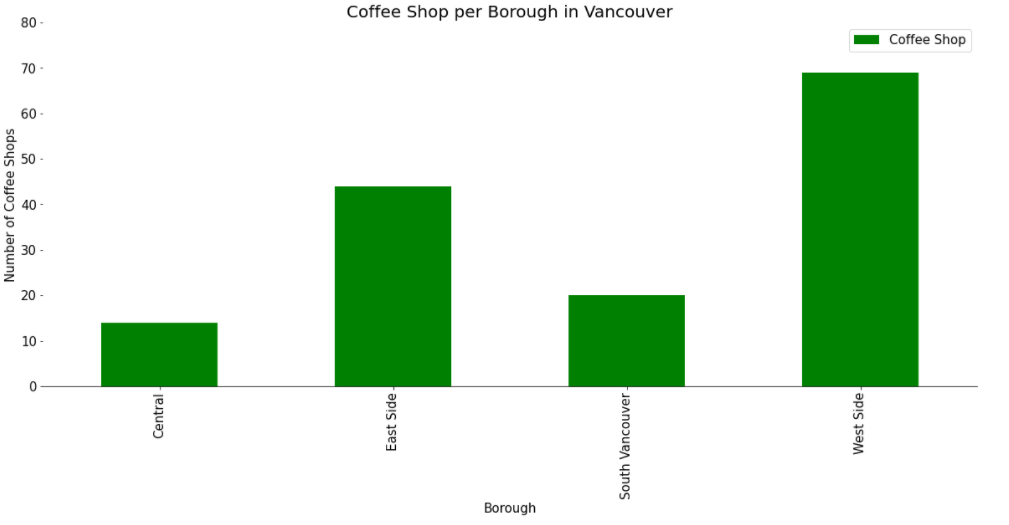 Coffee Shop per Borough in Vancouver
Coffee Shop
Number of Coffee Shops
80
70
60
50
40
30
20
10
0
Central
East Side
South Vancouver
West Side
Borough